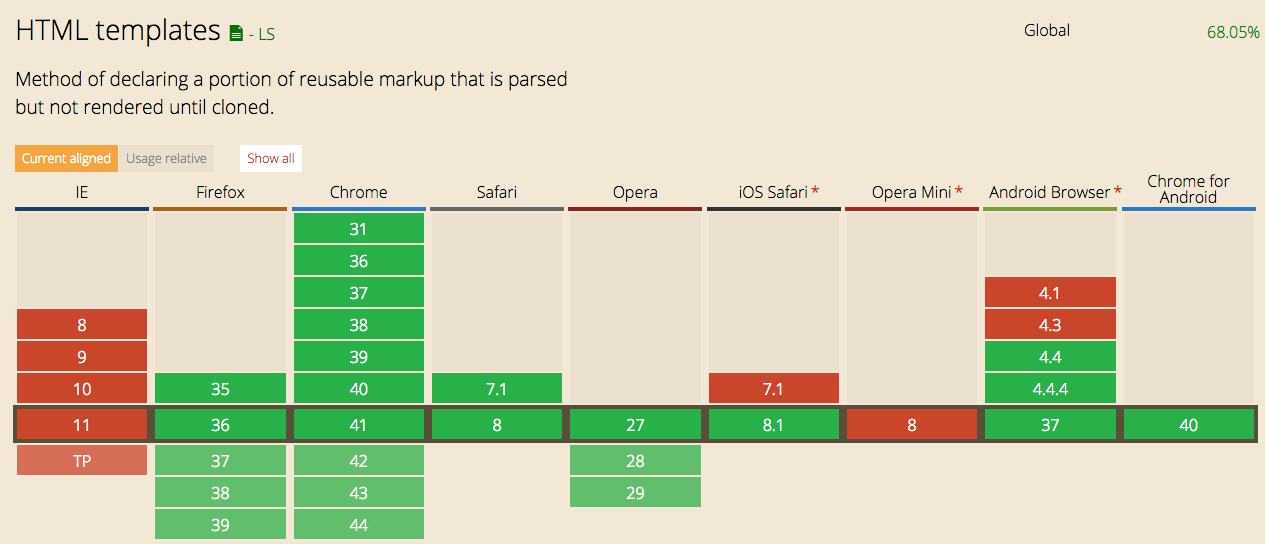 HTML templates - LS
Global 68.05%
Method of declaring a portion of reusable markup that is parsed
but not rendered until cloned.
Current aligned Usage relative Show all
IE Firefox Chrome Safari Opera iOS Safari * Opera Mini * Android Browser * Chrome for Android
31
36
37 4.1
8 38 4.3
9 39 4.4
10 35 40 7.1 7.1 4.4.4
11 36 41 8 27 8.1 8 37 40
TP 37 42 28
38 43 29
39 44